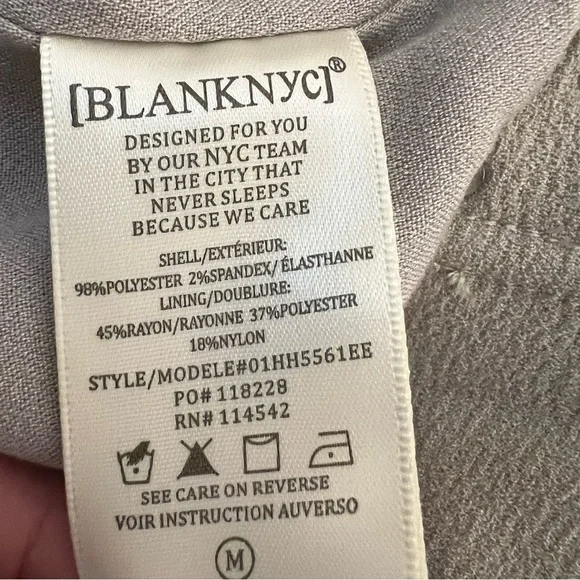 [BLANKNYC]®
DESIGNED FOR YOU
BY OUR NYC TEAM
IN THE CITY THAT
NEVER SLEEPS
BECAUSE WE CARE
SHELL/EXTÉRIEUR:
98%POLYESTER 2%SPANDEX/ÉLASTHANNE
LINING/DOUBLURE:
45%RAYON/RAYONNE 37%POLYESTER
18%NYLON
STYLE/MODELE#01HH5561EE
PO# 118228
RN# 114542
SEE CARE ON REVERSE
VOIR INSTRUCTION AUVERSO
M